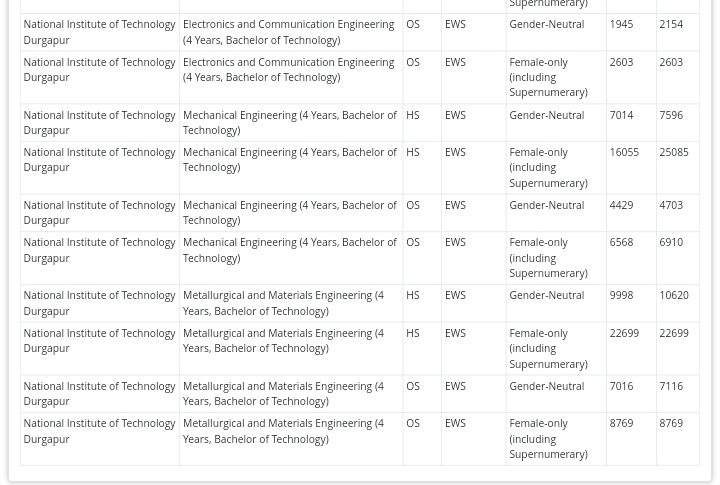 Supernumerary)
National Institute of Technology Durgapur Electronics and Communication Engineering (4 Years, Bachelor of Technology) OS EWS Gender-Neutral 1945 2154
National Institute of Technology Durgapur Electronics and Communication Engineering (4 Years, Bachelor of Technology) OS EWS Female-only (including Supernumerary) 2603 2603
National Institute of Technology Durgapur Mechanical Engineering (4 Years, Bachelor of Technology) HS EWS Gender-Neutral 7014 7596
National Institute of Technology Durgapur Mechanical Engineering (4 Years, Bachelor of Technology) HS EWS Female-only (including Supernumerary) 16055 25085
National Institute of Technology Durgapur Mechanical Engineering (4 Years, Bachelor of Technology) OS EWS Gender-Neutral 4429 4703
National Institute of Technology Durgapur Mechanical Engineering (4 Years, Bachelor of Technology) OS EWS Female-only (including Supernumerary) 6568 6910
National Institute of Technology Durgapur Metallurgical and Materials Engineering (4 Years, Bachelor of Technology) HS EWS Gender-Neutral 9998 10620
National Institute of Technology Durgapur Metallurgical and Materials Engineering (4 Years, Bachelor of Technology) HS EWS Female-only (including Supernumerary) 22699 22699
National Institute of Technology Durgapur Metallurgical and Materials Engineering (4 Years, Bachelor of Technology) OS EWS Gender-Neutral 7016 7116
National Institute of Technology Durgapur Metallurgical and Materials Engineering (4 Years, Bachelor of Technology) OS EWS Female-only (including Supernumerary) 8769 8769